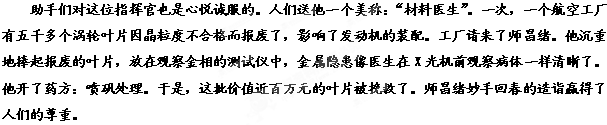 助手们对这位指挥官也是心悦诚服的。人们送他一个美称：“材料医生”。一次，一个航空工厂
有五千多个涡轮叶片因晶粒度不合格而报废了，影响了发动机的装配。工厂请来了师昌绪。他沉重
地捧起报废的叶片，放在观察金相的测试仪中，金属隐患像医生在X光机前观察病体一样清晰了。
他开了药方：喷矾处理。于是，这批价值近百万元的叶片被挽救了。师昌绪妙手回春的造诣赢得了
人们的尊重。